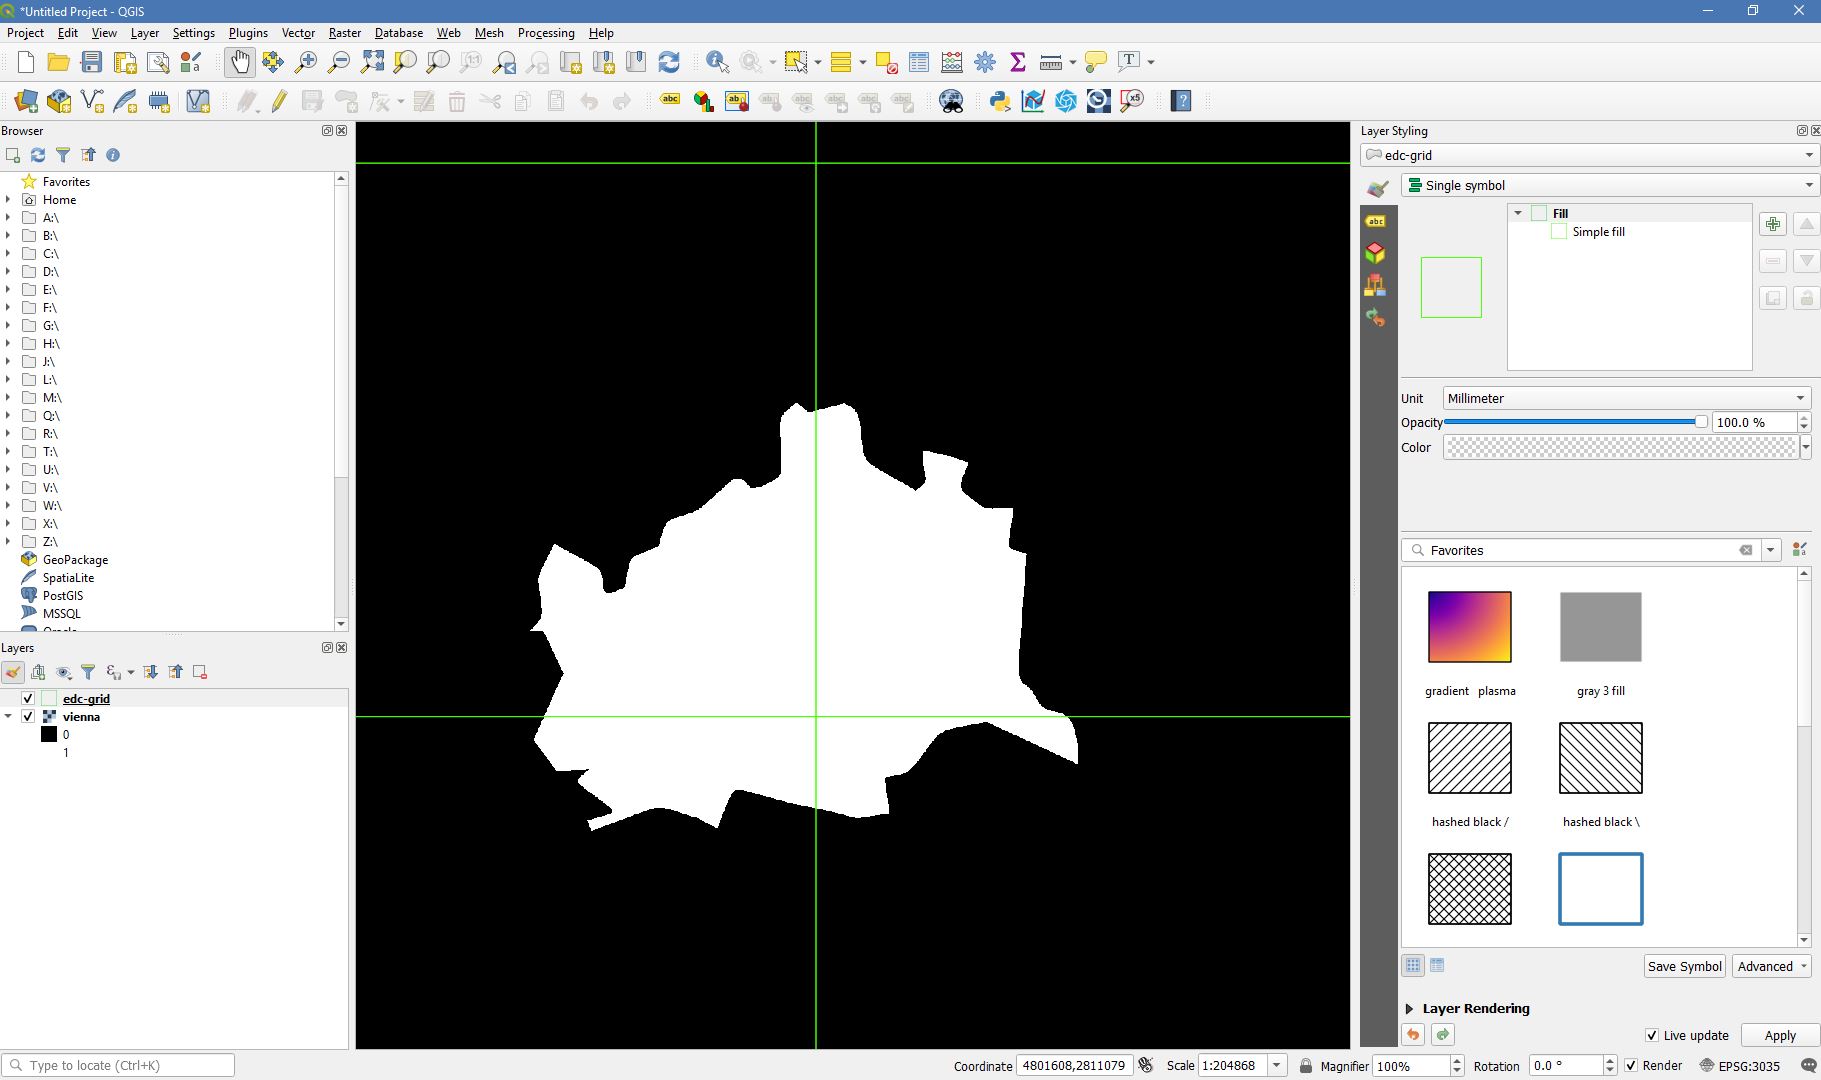 *Untitled Project - QGIS
Project Edit View Layer Settings Plugins Vector Raster Database Web Mesh Processing Help
Browser
Favorites
Home
A:\
B:\
C:\
D:\
E:\
F:\
G:\
H:\
J:\
L:\
M:\
Q:\
R:\
T:\
U:\
V:\
W:\
X:\
Z:\
GeoPackage
SpatiaLite
PostGIS
MSSQL
Layers
edc-grid
vienna
0
1
Layer Styling
edc-grid
Single symbol
Fill
Simple fill
Unit Millimeter
Opacity 100.0 %
Color
Favorites
gradient plasma
gray 3 fill
hashed black /
hashed black \
Save Symbol Advanced
Layer Rendering
Live update Apply
Type to locate (Ctrl+K)
Coordinate 4801608,2811079 Scale 1:204868 Magnifier 100% Rotation 0.0 ° Render EPSG:3035